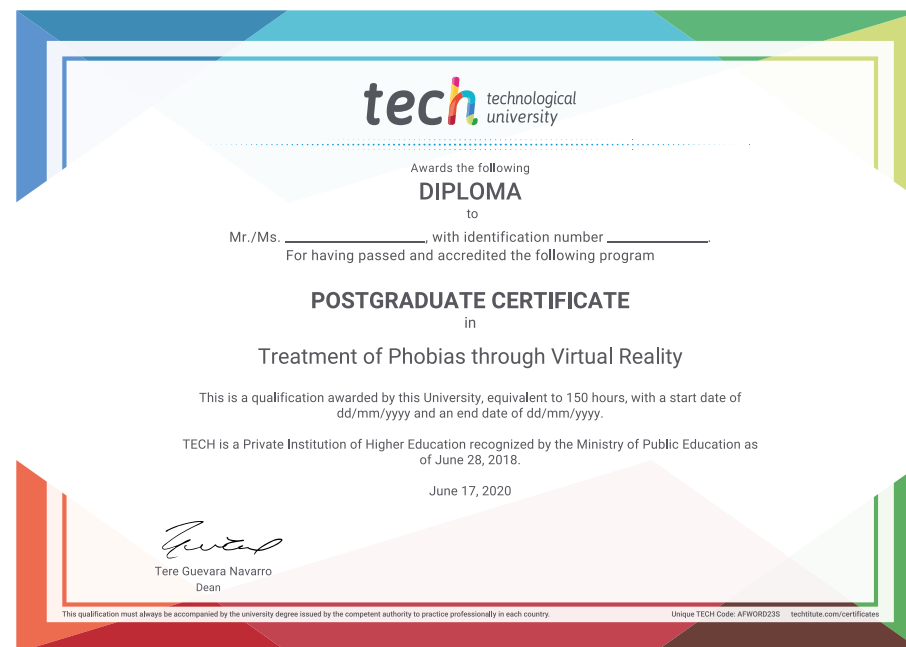 tech technological
university
Awards the following
DIPLOMA
to
Mr./Ms. ____________________, with identification number ______________.
For having passed and accredited the following program
POSTGRADUATE CERTIFICATE
in
Treatment of Phobias through Virtual Reality
This is a qualification awarded by this University, equivalent to 150 hours, with a start date of
dd/mm/yyyy and an end date of dd/mm/yyyy.
TECH is a Private Institution of Higher Education recognized by the Ministry of Public Education as
of June 28, 2018.
June 17, 2020
Tere Guevara Navarro
Dean
This qualification must always be accompanied by the university degree issued by the competent authority to practice professionally in each country.
Unique TECH Code: AFWORD23S techtitute.com/certificates